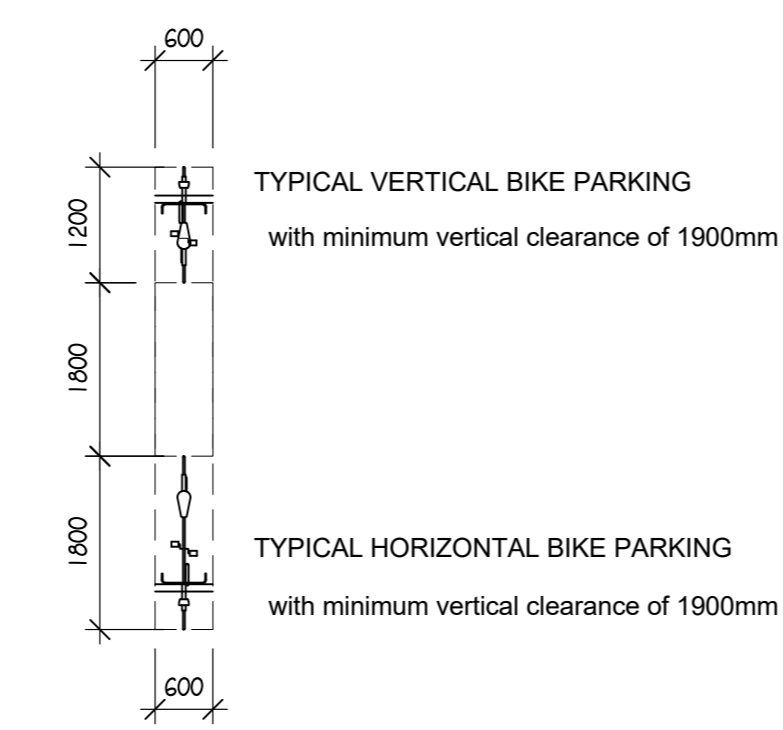 600
1200
TYPICAL VERTICAL BIKE PARKING
with minimum vertical clearance of 1900mm
1800
1800
TYPICAL HORIZONTAL BIKE PARKING
with minimum vertical clearance of 1900mm
600